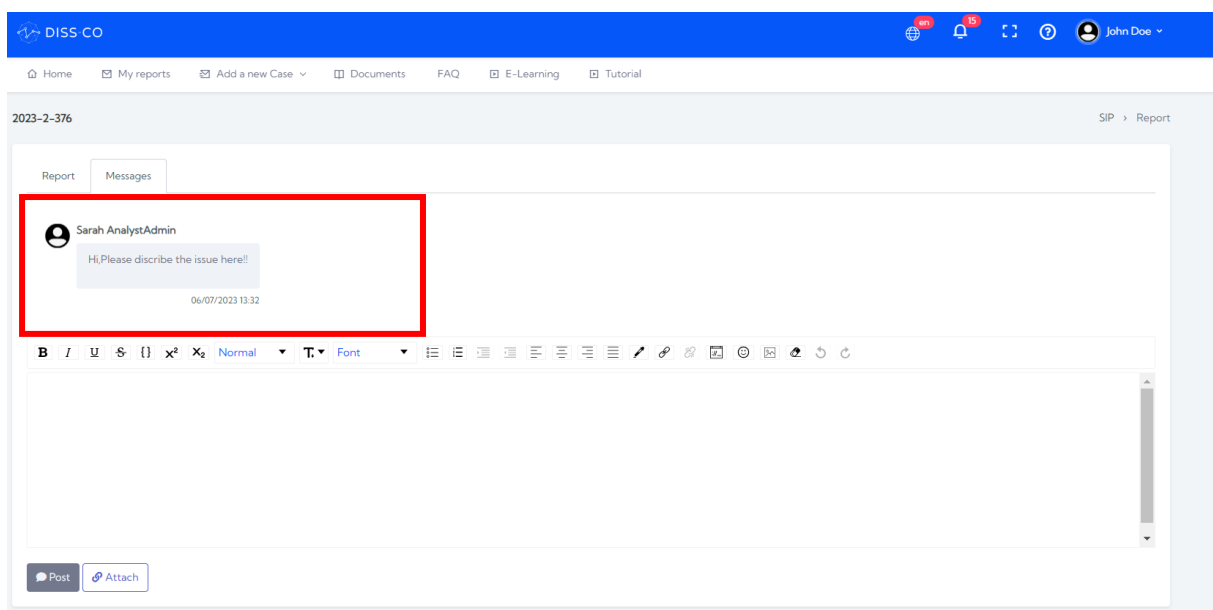 DISS-CO en 15 John Doe
Home My reports Add a new Case Documents FAQ E-Learning Tutorial
2023-2-376 SIP > Report
Report Messages
Sarah AnalystAdmin
Hi,Please discribe the issue here!!
06/07/2023 13:32
B I U S {} x² X₂ Normal T Font
Post Attach